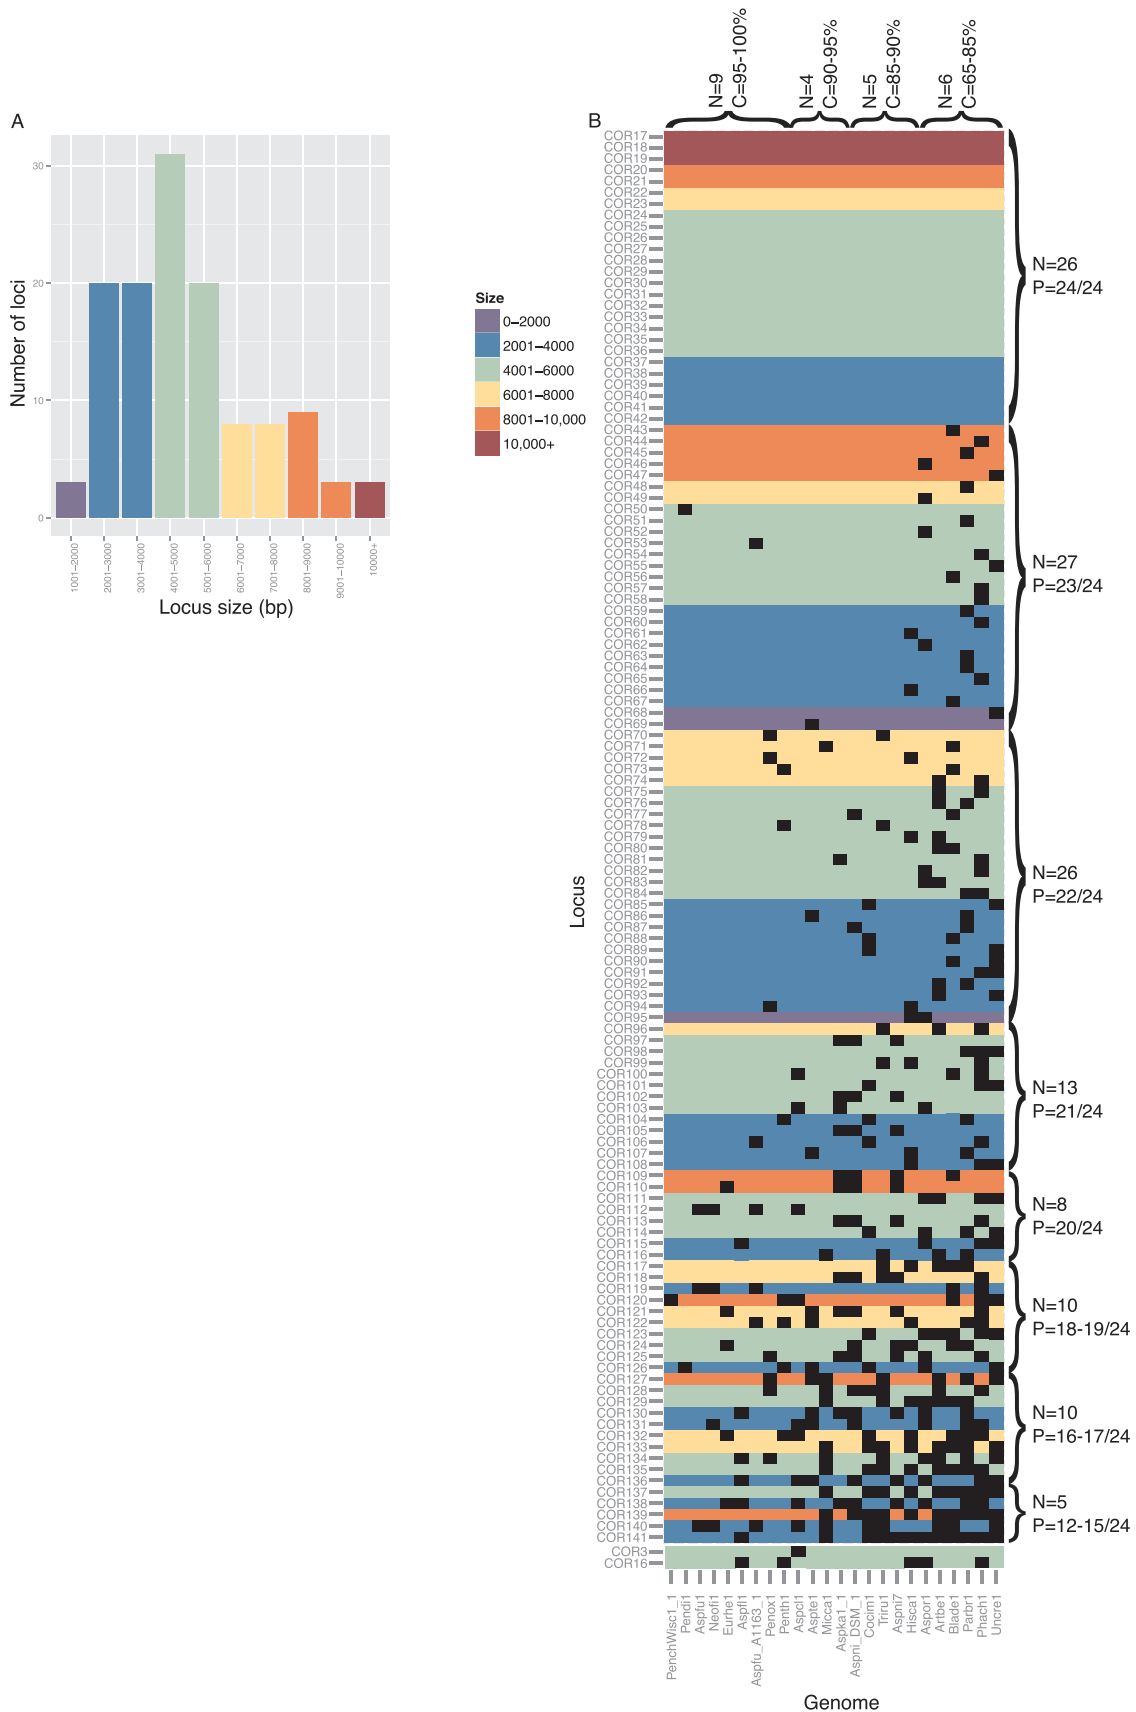 A
30
20
10
0
Number of loci
1001−2000
2001−3000
3001−4000
4001−5000
5001−6000
6001−7000
7001−8000
8001−9000
9001−10000
10000+
Locus size (bp)
Size
0−2000
2001−4000
4001−6000
6001−8000
8001−10,000
10,000+
B
N=9
C=95-100%
N=4
C=90-95%
N=5
C=85-90%
N=6
C=65-85%
COR17
COR18
COR19
COR20
COR21
COR22
COR23
COR24
COR25
COR26
COR27
COR28
COR29
COR30
COR31
COR32
COR33
COR34
COR35
COR36
COR37
COR38
COR39
COR40
COR41
COR42
COR43
COR44
COR45
COR46
COR47
COR48
COR49
COR50
COR51
COR52
COR53
COR54
COR55
COR56
COR57
COR58
COR59
COR60
COR61
COR62
COR63
COR64
COR65
COR66
COR67
COR68
COR69
COR70
COR71
COR72
COR73
COR74
COR75
COR76
COR77
COR78
COR79
COR80
COR81
COR82
COR83
COR84
COR85
COR86
COR87
COR88
COR89
COR90
COR91
COR92
COR93
COR94
COR95
COR96
COR97
COR98
COR99
COR100
COR101
COR102
COR103
COR104
COR105
COR106
COR107
COR108
COR109
COR110
COR111
COR112
COR113
COR114
COR115
COR116
COR117
COR118
COR119
COR120
COR121
COR122
COR123
COR124
COR125
COR126
COR127
COR128
COR129
COR130
COR131
COR132
COR133
COR134
COR135
COR136
COR137
COR138
COR139
COR140
COR141
COR3
COR16
Locus
N=26
P=24/24
N=27
P=23/24
N=26
P=22/24
N=13
P=21/24
N=8
P=20/24
N=10
P=18-19/24
N=10
P=16-17/24
N=5
P=12-15/24
PenchWisc1_1
Pendi1
Aspfu1
Neofi1
Eurhe1
Aspfl1
Aspfu_A1163_1
Penox1
Penth1
Aspcl1
Aspte1
Micca1
Aspka1_1
Aspni_DSM_1
Cocim1
Triru1
Aspni7
Hisca1
Aspor1
Artbe1
Blade1
Parbr1
Phach1
Uncre1
Genome